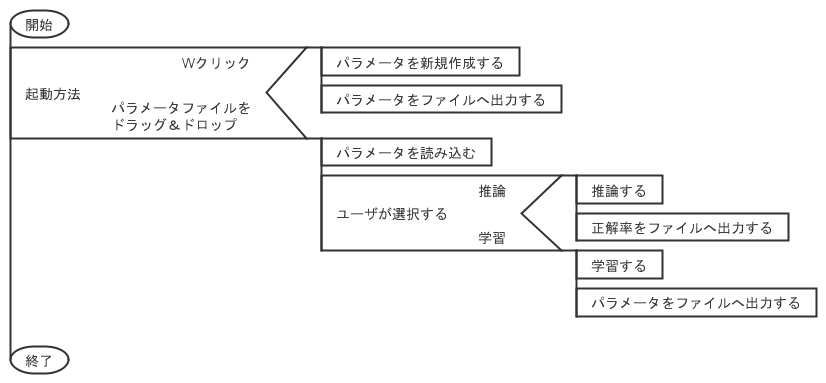 開始
Wクリック
パラメータを新規作成する
起動方法
パラメータをファイルへ出力する
パラメータファイルを
ドラッグ＆ドロップ
パラメータを読み込む
推論
推論する
ユーザが選択する
正解率をファイルへ出力する
学習
学習する
パラメータをファイルへ出力する
終了